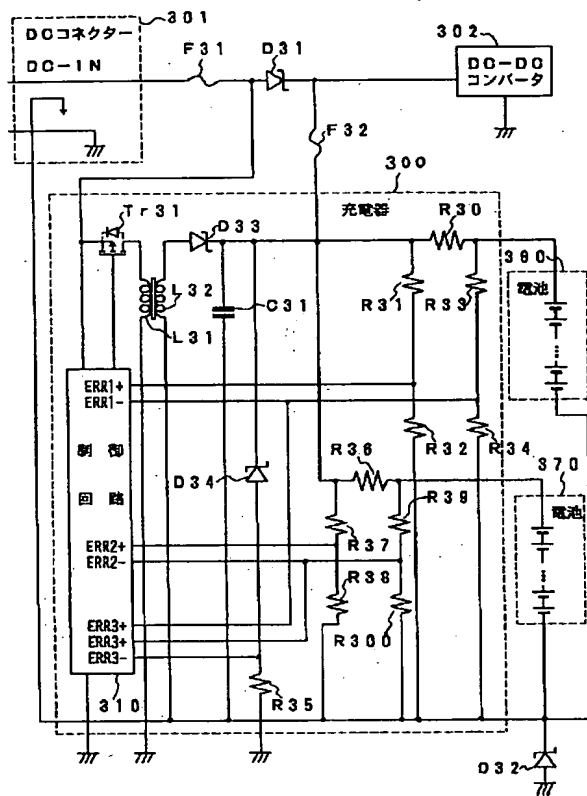 301
DCコネクター
DC-IN
F31
D31
302
DC-DC
コンバータ
F32
300
充電器
Tr31
D33
R30
380
電池
L32
L31
C31
R31
R33
ERR1+
ERR1-
制御
回路
D34
R32
R34
R36
R39
370
電池
ERR2+
ERR2-
R37
R38
ERR3+
ERR3+
ERR3-
R300
R35
310
D32